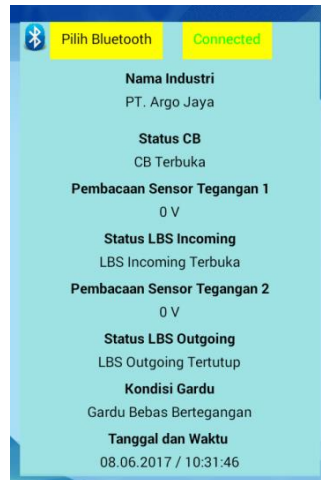 Pilih Bluetooth Connected
Nama Industri
PT. Argo Jaya
Status CB
CB Terbuka
Pembacaan Sensor Tegangan 1
0 V
Status LBS Incoming
LBS Incoming Terbuka
Pembacaan Sensor Tegangan 2
0 V
Status LBS Outgoing
LBS Outgoing Tertutup
Kondisi Gardu
Gardu Bebas Bertegangan
Tanggal dan Waktu
08.06.2017 / 10:31:46